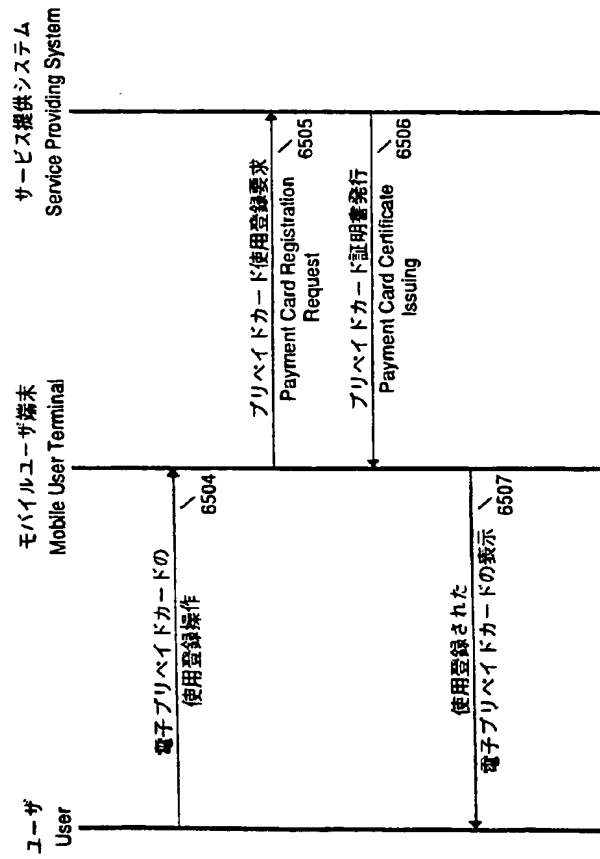 ユーザ
User
モバイルユーザ端末
Mobile User Terminal
サービス提供システム
Service Providing System
電子プリペイドカードの
使用登録操作
6504
プリペイドカード使用登録要求
Payment Card Registration
Request
6505
プリペイドカード証明書発行
Payment Card Certificate
Issuing
6506
使用登録された
電子プリペイドカードの表示
6507